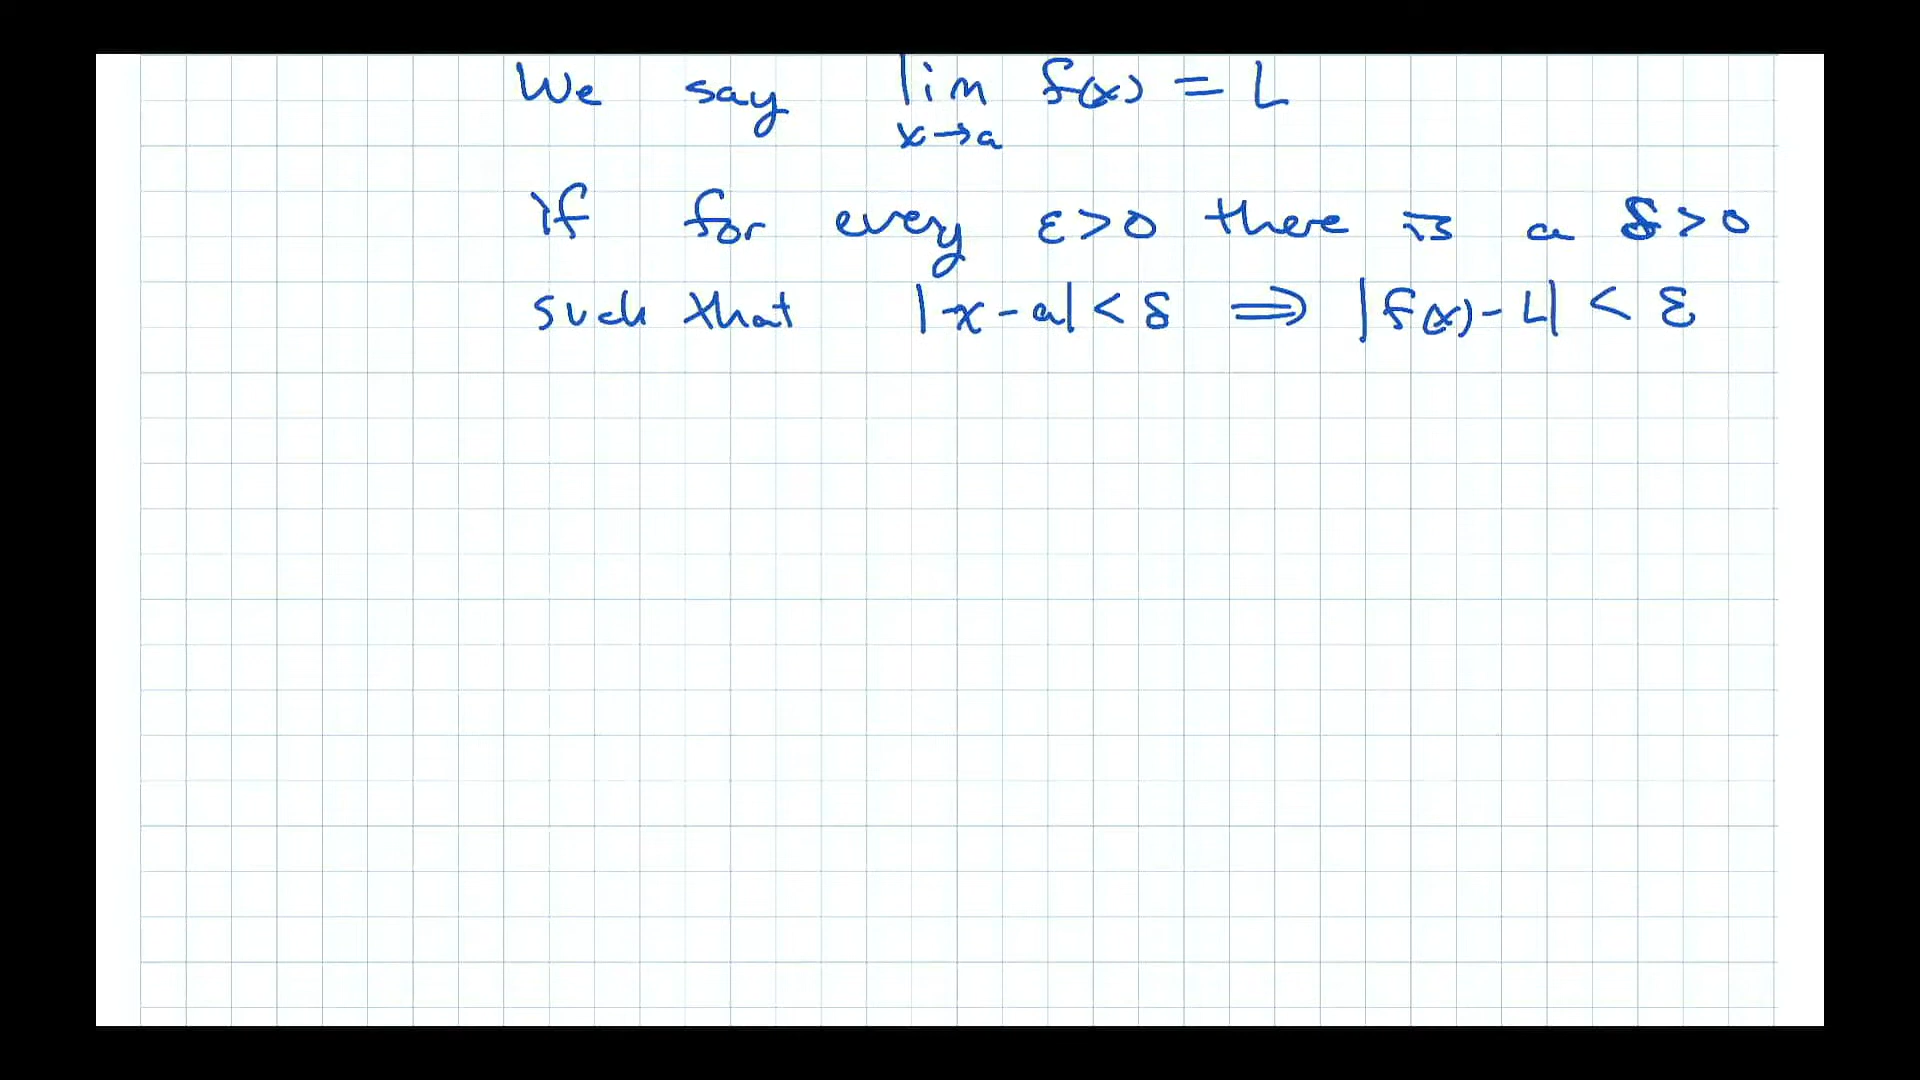 We say lim f(x) = L
x→a
if for every ε>0 there is a δ>0
such that |x-a|<δ ⟹ |f(x)-L| < ε